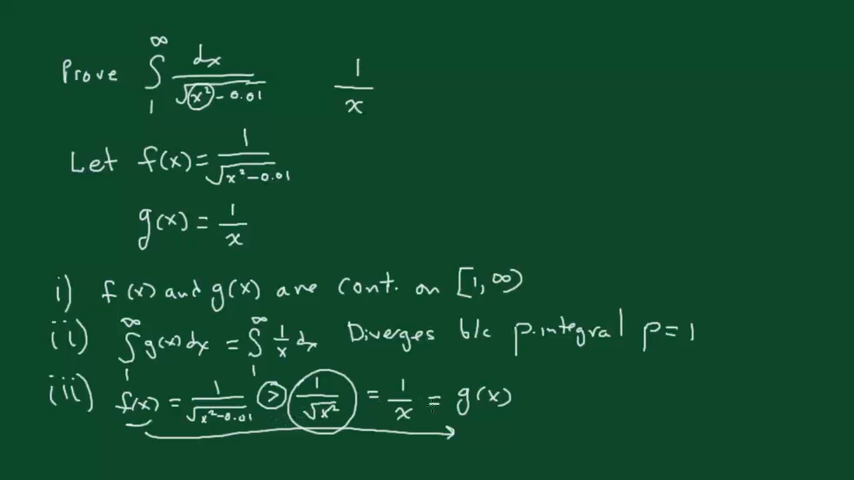 Prove ∫₁^∞ dx/√(x² - 0.01) 1/x
Let f(x) = 1/√(x² - 0.01)
g(x) = 1/x
i) f(x) and g(x) are cont. on [1, ∞)
ii) ∫₁^∞ g(x) dx = ∫₁^∞ 1/x dx Diverges b/c p.integral p = 1
iii) f(x) = 1/√(x² - 0.01) > 1/√x² = 1/x = g(x)